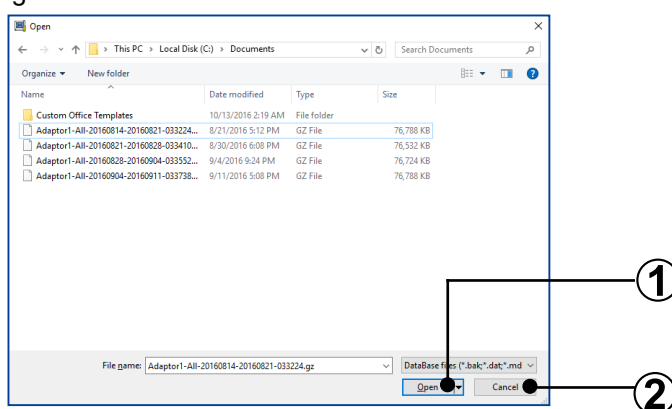 Open
This PC > Local Disk (C:) > Documents
Search Documents
Organize
New folder
Name Date modified Type Size
Custom Office Templates 10/13/2016 2:19 AM File folder
Adaptor1-All-20160814-20160821-033224... 8/21/2016 5:12 PM GZ File 76,788 KB
Adaptor1-All-20160821-20160828-033410... 8/30/2016 6:08 PM GZ File 76,532 KB
Adaptor1-All-20160828-20160904-033552... 9/4/2016 9:24 PM GZ File 76,724 KB
Adaptor1-All-20160904-20160911-033738... 9/11/2016 5:08 PM GZ File 76,788 KB
1
File name: Adaptor1-All-20160814-20160821-033224.gz DataBase files (*.bak;*.dat;*.md
Open Cancel
2